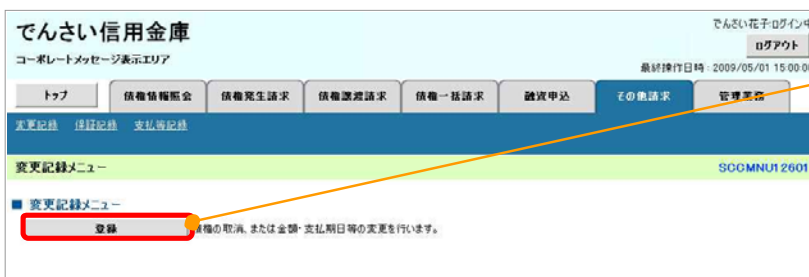 でんさい信用金庫
コーポレートメッセージ表示エリア
でんさい花子:ログイン中
ログアウト
最終操作日時:2009/05/01 15:00:00
トップ 債権情報照会 債権発生請求 債権譲渡請求 債権一括請求 融資申込 その他請求 管理業務
変更記録 保証記録 支払等記録
変更記録メニュー SCCMNU12601
■ 変更記録メニュー
登録 権の取消、または金額・支払期日等の変更を行います。